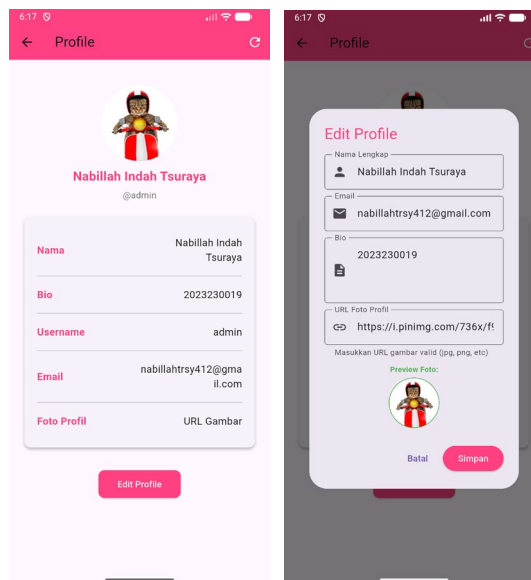 6:17
Profile
Nabillah Indah Tsuraya
@admin
Nama
Nabillah Indah
Tsuraya
Bio
2023230019
Username
admin
Email
nabillahtrsy412@gma
il.com
Foto Profil
URL Gambar
Edit Profile
6:17
Profile
Edit Profile
Nama Lengkap
Nabillah Indah Tsuraya
Email
nabillahtrsy412@gmail.com
Bio
2023230019
URL Foto Profil
https://i.pinimg.com/736x/f9
Masukkan URL gambar valid (jpg, png, etc)
Preview Foto:
Batal
Simpan